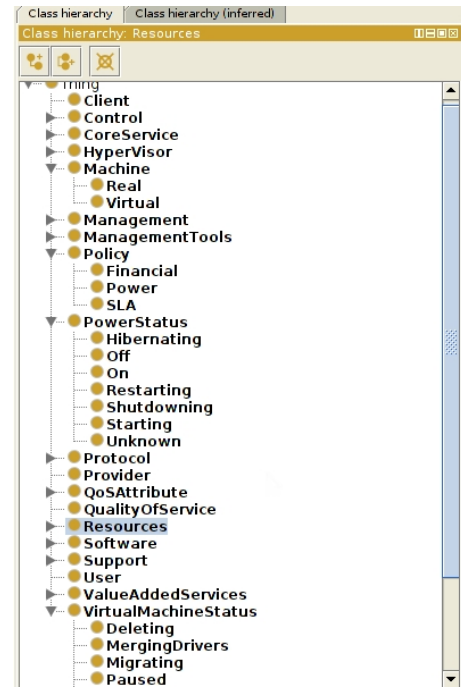 Class hierarchy Class hierarchy (inferred)
Class hierarchy: Resources
Thing
Client
Control
CoreService
HyperVisor
Machine
Real
Virtual
Management
ManagementTools
Policy
Financial
Power
SLA
PowerStatus
Hibernating
Off
On
Restarting
Shutdowning
Starting
Unknown
Protocol
Provider
QoSAttribute
QualityOfService
Resources
Software
Support
User
ValueAddedServices
VirtualMachineStatus
Deleting
MergingDrivers
Migrating
Paused